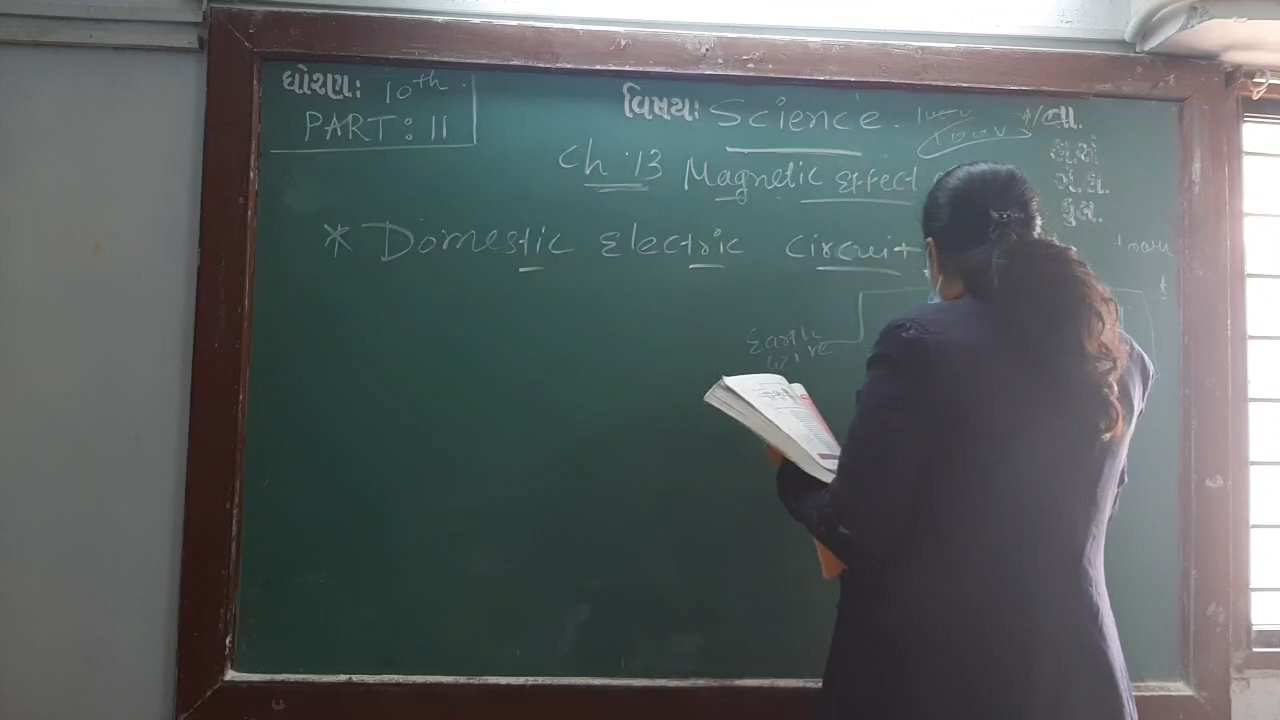 ધોરણ: 10th.
PART: II
વિષય: Science.
Ch. 13 Magnetic Effect
* Domestic Electric Circuit
Earth
wire
તા.
કુલ.